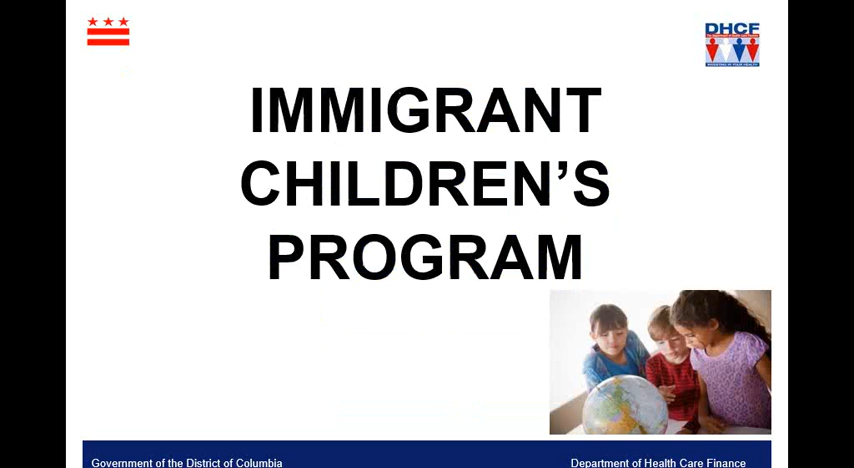 DHCF
IMMIGRANT
CHILDREN'S
PROGRAM
Government of the District of Columbia
Department of Health Care Finance